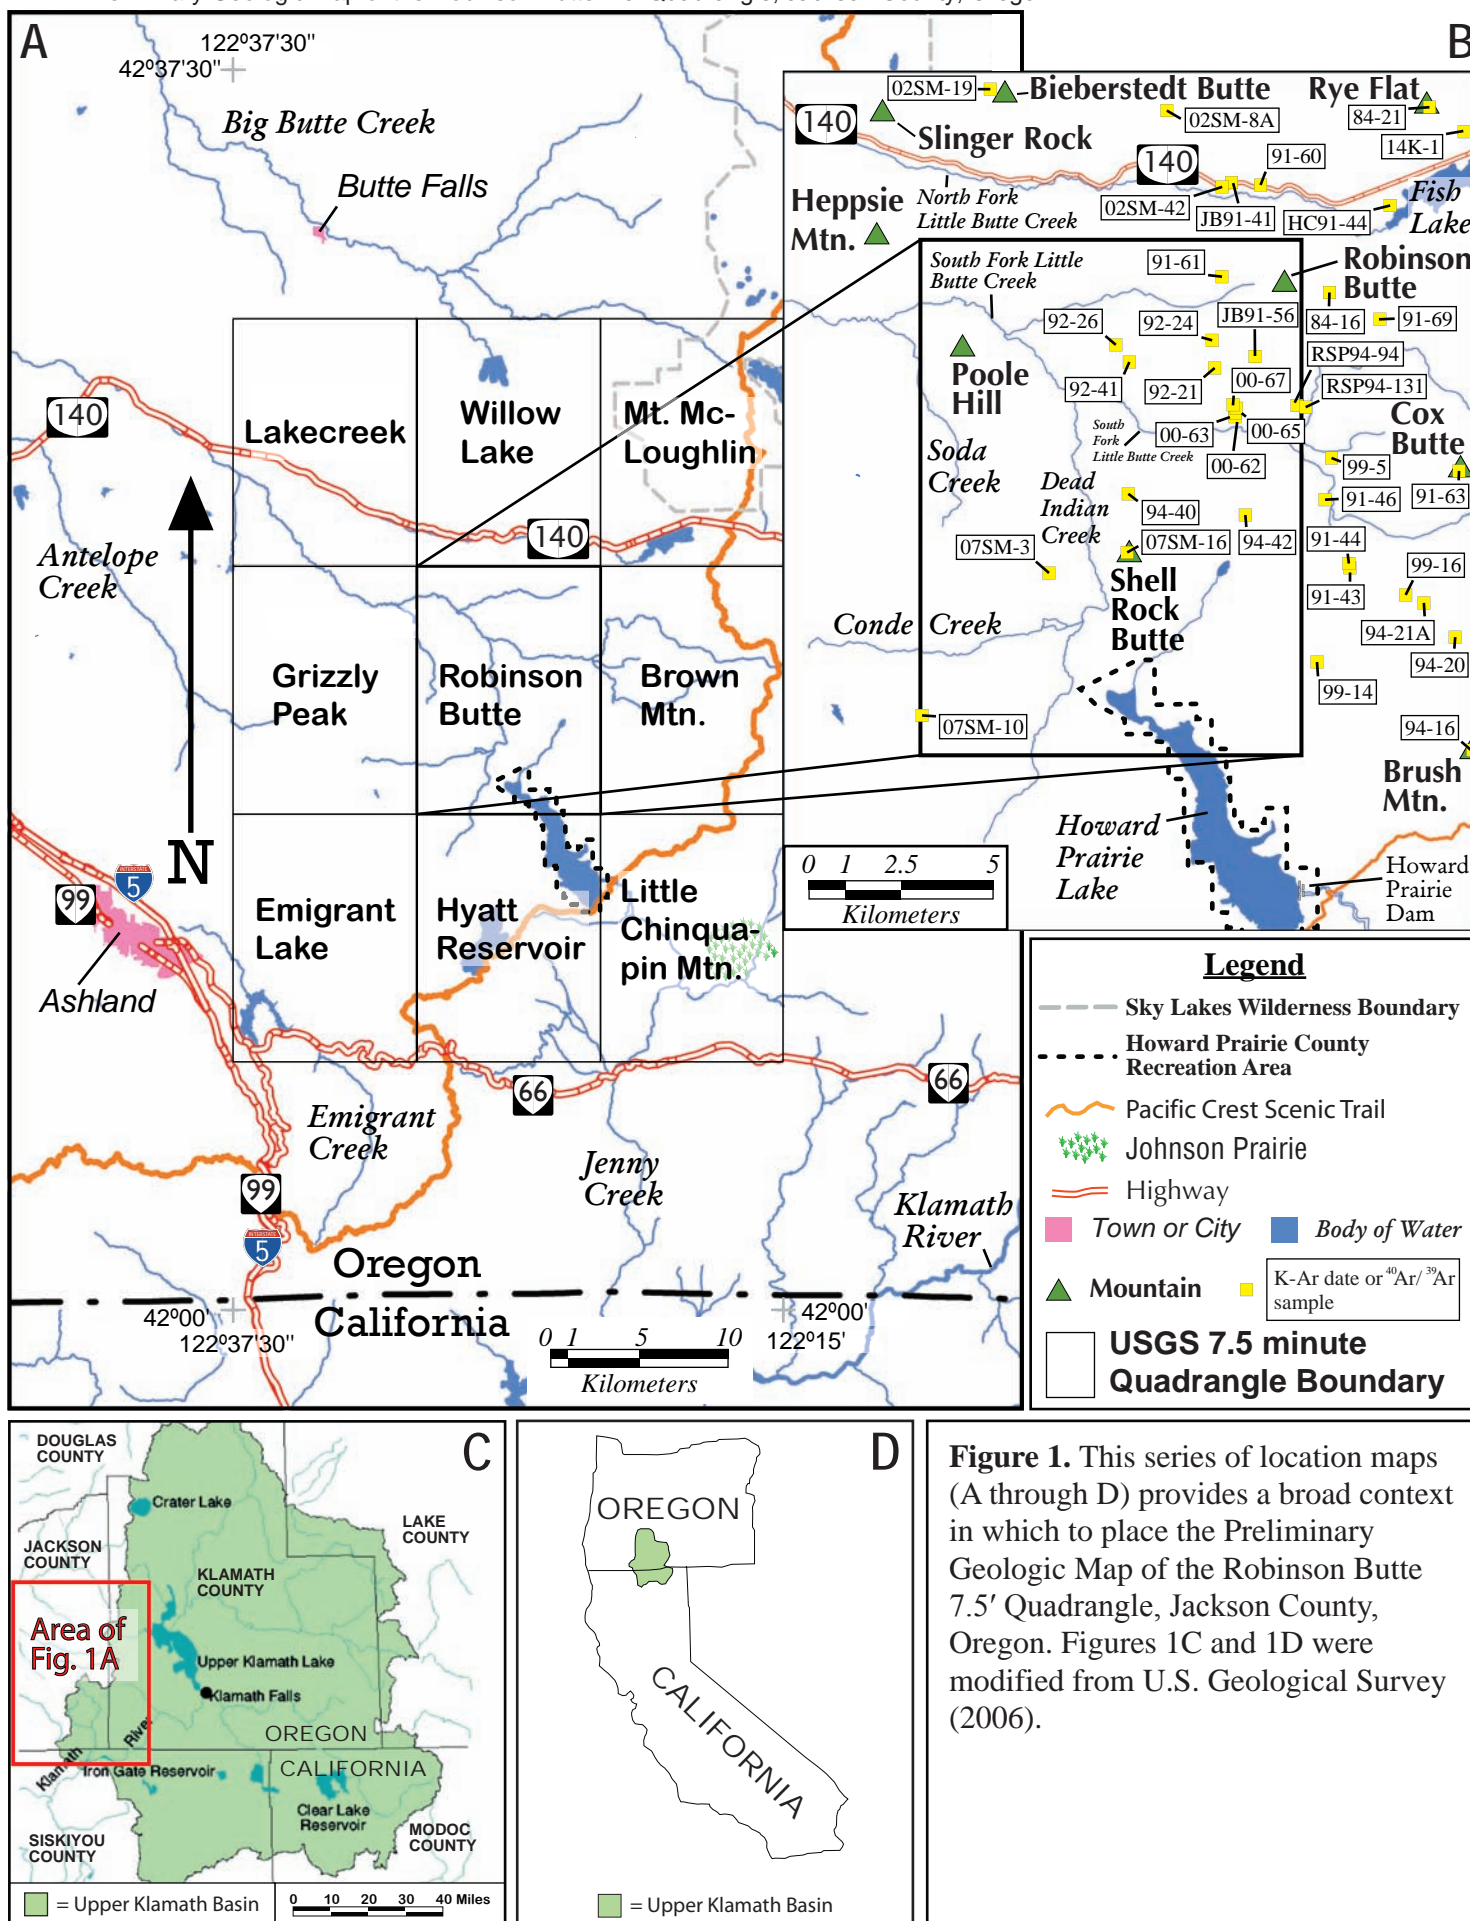 A
122º37'30"
42º37'30"
Big Butte Creek
Butte Falls
140
Lakecreek
Willow
Lake
Mt. Mc-
Loughlin
140
Antelope
Creek
Grizzly
Peak
Robinson
Butte
Brown
Mtn.
N
5
99
Ashland
Emigrant
Lake
Hyatt
Reservoir
Little
Chinqua-
pin Mtn.
66
66
Emigrant
Creek
Jenny
Creek
Klamath
River
99
5
Oregon
California
42º00'
122º37'30"
42º00'
122º15'
0 1 5 10
Kilometers
B
02SM-19
Bieberstedt Butte
Rye Flat
84-21
140
Slinger Rock
02SM-8A
14K-1
140
91-60
Heppsie
Mtn.
North Fork
Little Butte Creek
02SM-42
JB91-41
HC91-44
Fish
Lake
South Fork Little
Butte Creek
91-61
Robinson
Butte
92-26
92-24
JB91-56
84-16
91-69
Poole
Hill
92-41
92-21
00-67
RSP94-94
RSP94-131
Cox
Butte
South
Fork
Little Butte Creek
00-63
00-65
00-62
Soda
Creek
Dead
Indian
Creek
99-5
91-46
91-63
94-40
07SM-3
07SM-16
94-42
91-44
99-16
Shell
Rock
Butte
91-43
94-21A
Conde Creek
94-20
99-14
07SM-10
94-16
Brush
Mtn.
Howard
Prairie
Lake
Howard
Prairie
Dam
0 1 2.5 5
Kilometers
Legend
Sky Lakes Wilderness Boundary
Howard Prairie County
Recreation Area
Pacific Crest Scenic Trail
Johnson Prairie
Highway
Town or City
Body of Water
Mountain
K-Ar date or ⁴⁰Ar/ ³⁹Ar
sample
USGS 7.5 minute
Quadrangle Boundary
C
DOUGLAS
COUNTY
Crater Lake
LAKE
COUNTY
JACKSON
COUNTY
KLAMATH
COUNTY
Area of
Fig. 1A
Upper Klamath Lake
Klamath Falls
OREGON
Klamath River
Iron Gate Reservoir
CALIFORNIA
Clear Lake
Reservoir
SISKIYOU
COUNTY
MODOC
COUNTY
= Upper Klamath Basin
0 10 20 30 40 Miles
D
OREGON
CALIFORNIA
= Upper Klamath Basin
Figure 1. This series of location maps
(A through D) provides a broad context
in which to place the Preliminary
Geologic Map of the Robinson Butte
7.5′ Quadrangle, Jackson County,
Oregon. Figures 1C and 1D were
modified from U.S. Geological Survey
(2006).